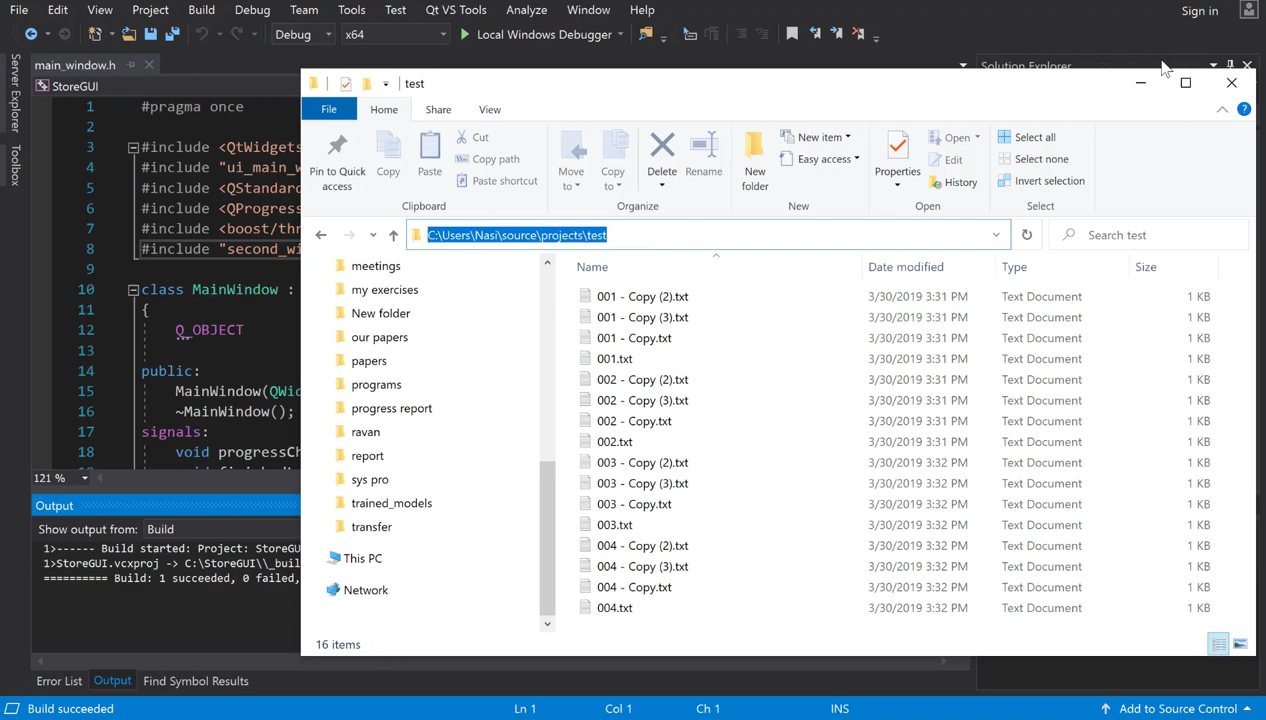 File Edit View Project Build Debug Team Tools Test Qt VS Tools Analyze Window Help
Sign in
Debug x64 Local Windows Debugger
Server Explorer
Toolbox
main_window.h
StoreGUI
Solution Explorer
1 #pragma once
2
3 #include <QtWidgets
4 #include "ui_main_w
5 #include <QStandard
6 #include <QProgress
7 #include <boost/thr
8 #include "second_wi
9
10 class MainWindow :
11 {
12 Q_OBJECT
13
14 public:
15 MainWindow(QWid
16 ~MainWindow();
17 signals:
18 void progressCh
121 %
Output
Show output from: Build
1>------ Build started: Project: StoreGU
1>StoreGUI.vcxproj -> C:\StoreGUI\\_buil
========== Build: 1 succeeded, 0 failed,
Error List Output Find Symbol Results
Build succeeded Ln 1 Col 1 Ch 1 INS Add to Source Control
test
File Home Share View
Pin to Quick access
Copy
Paste
Cut
Copy path
Paste shortcut
Clipboard
Move to
Copy to
Delete
Rename
Organize
New folder
New item
Easy access
New
Properties
Open
Edit
History
Open
Select all
Select none
Invert selection
Select
C:\Users\Nasi\source\projects\test
Search test
meetings
my exercises
New folder
our papers
papers
programs
progress report
ravan
report
sys pro
trained_models
transfer
This PC
Network
Name Date modified Type Size
001 - Copy (2).txt 3/30/2019 3:31 PM Text Document 1 KB
001 - Copy (3).txt 3/30/2019 3:31 PM Text Document 1 KB
001 - Copy.txt 3/30/2019 3:31 PM Text Document 1 KB
001.txt 3/30/2019 3:31 PM Text Document 1 KB
002 - Copy (2).txt 3/30/2019 3:31 PM Text Document 1 KB
002 - Copy (3).txt 3/30/2019 3:31 PM Text Document 1 KB
002 - Copy.txt 3/30/2019 3:31 PM Text Document 1 KB
002.txt 3/30/2019 3:31 PM Text Document 1 KB
003 - Copy (2).txt 3/30/2019 3:32 PM Text Document 1 KB
003 - Copy (3).txt 3/30/2019 3:32 PM Text Document 1 KB
003 - Copy.txt 3/30/2019 3:32 PM Text Document 1 KB
003.txt 3/30/2019 3:32 PM Text Document 1 KB
004 - Copy (2).txt 3/30/2019 3:32 PM Text Document 1 KB
004 - Copy (3).txt 3/30/2019 3:32 PM Text Document 1 KB
004 - Copy.txt 3/30/2019 3:32 PM Text Document 1 KB
004.txt 3/30/2019 3:32 PM Text Document 1 KB
16 items